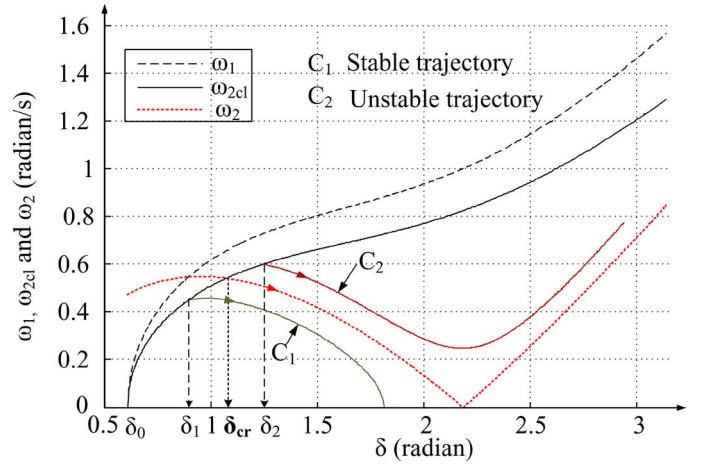 1.6
1.4
1.2
1
0.8
0.6
0.4
0.2
0
ω1, ω2cl and ω2 (radian/s)
ω1
ω2cl
ω2
C1 Stable trajectory
C2 Unstable trajectory
C2
C1
0.5 δ0 δ1 1 δcr δ2 1.5 2 2.5 3
δ (radian)